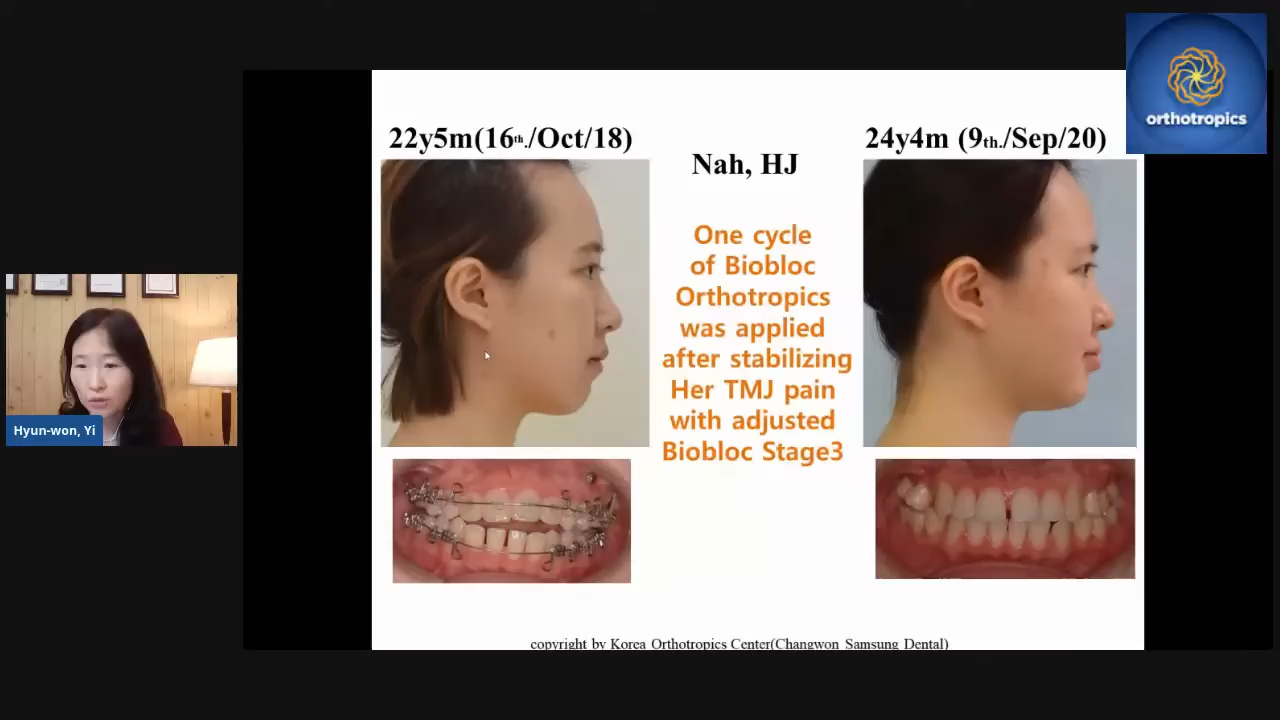 orthotropics
22y5m(16th./Oct/18)
24y4m (9th./Sep/20)
Nah, HJ
One cycle
of Biobloc
Orthotropics
was applied
after stabilizing
Her TMJ pain
with adjusted
Biobloc Stage3
Hyun-won, Yi
copyright by Korea Orthotropics Center(Changwon Samsung Dental)